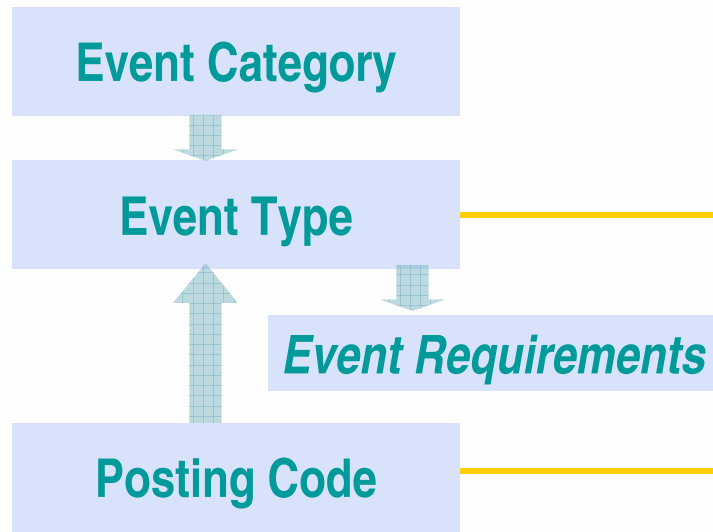 Event Category
Event Type
Event Requirements
Posting Code